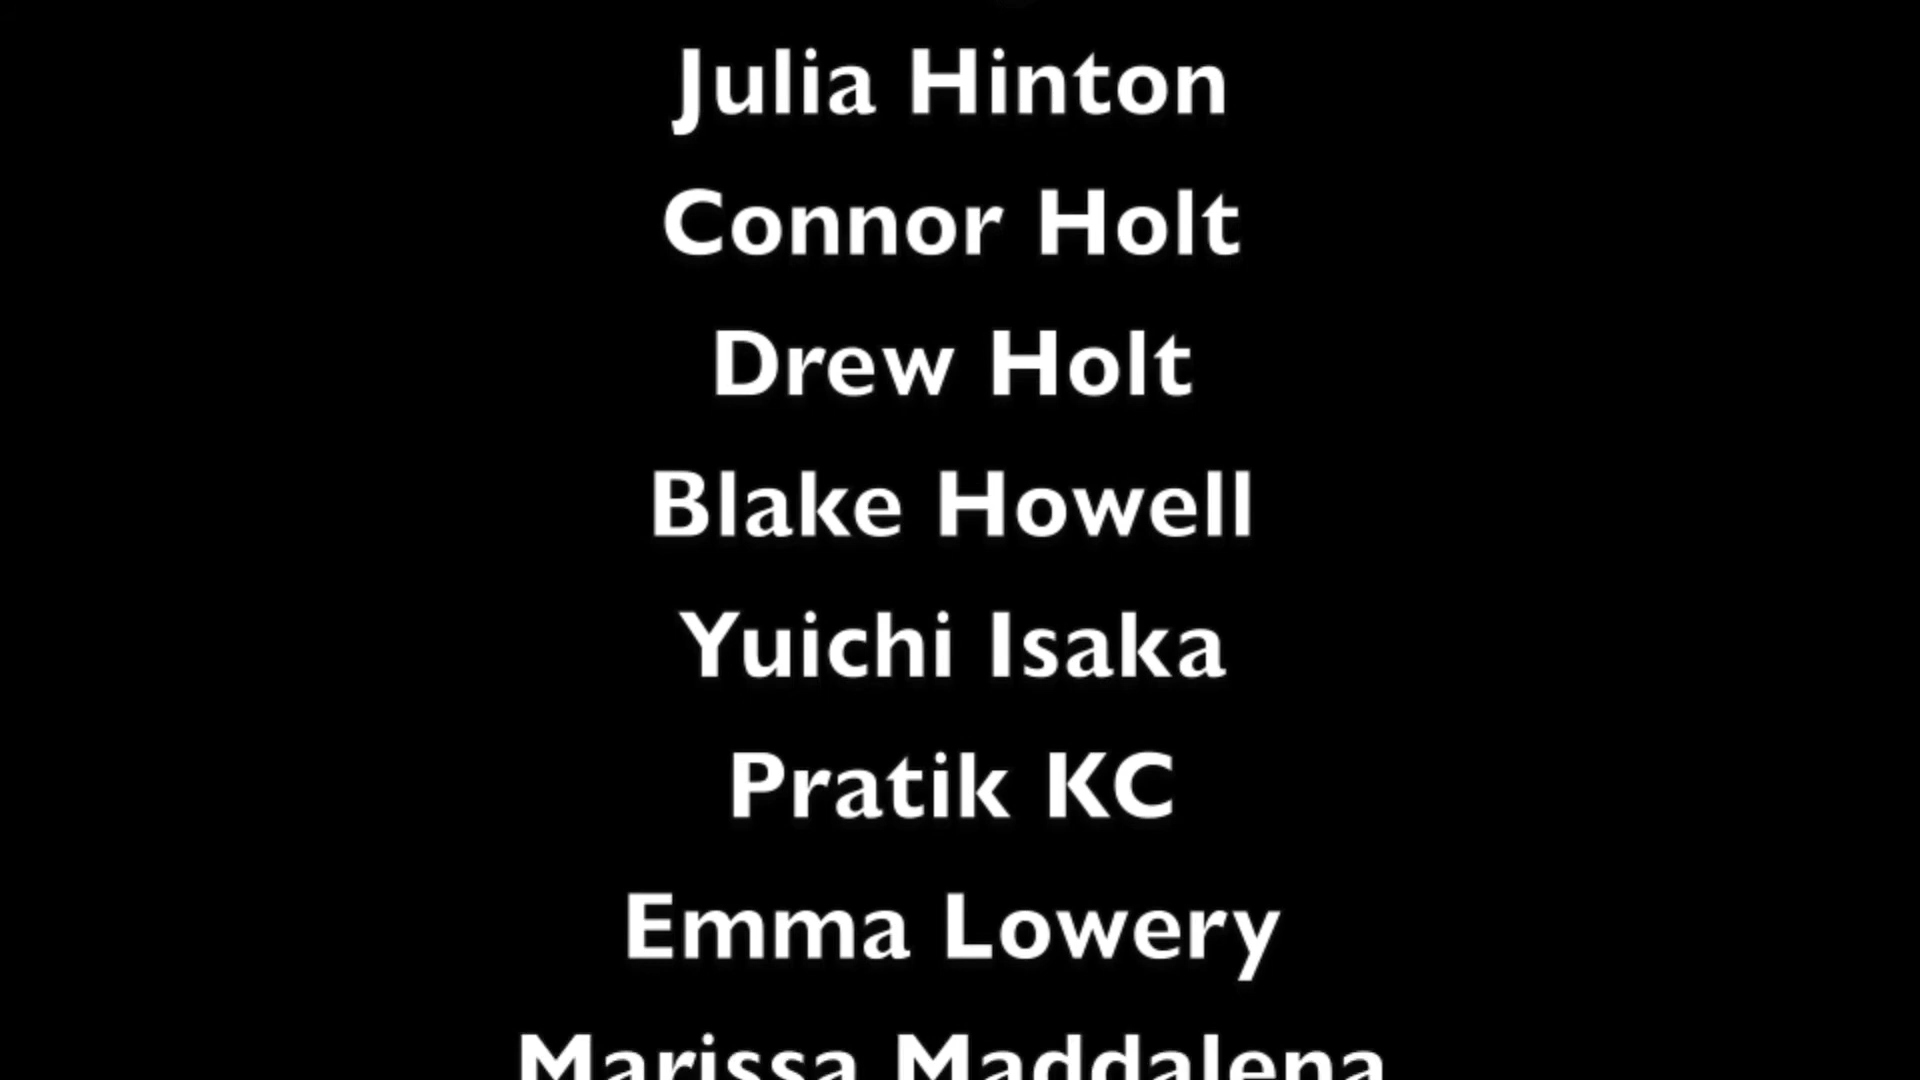 Julia Hinton
Connor Holt
Drew Holt
Blake Howell
Yuichi Isaka
Pratik KC
Emma Lowery
Marissa Maddalena